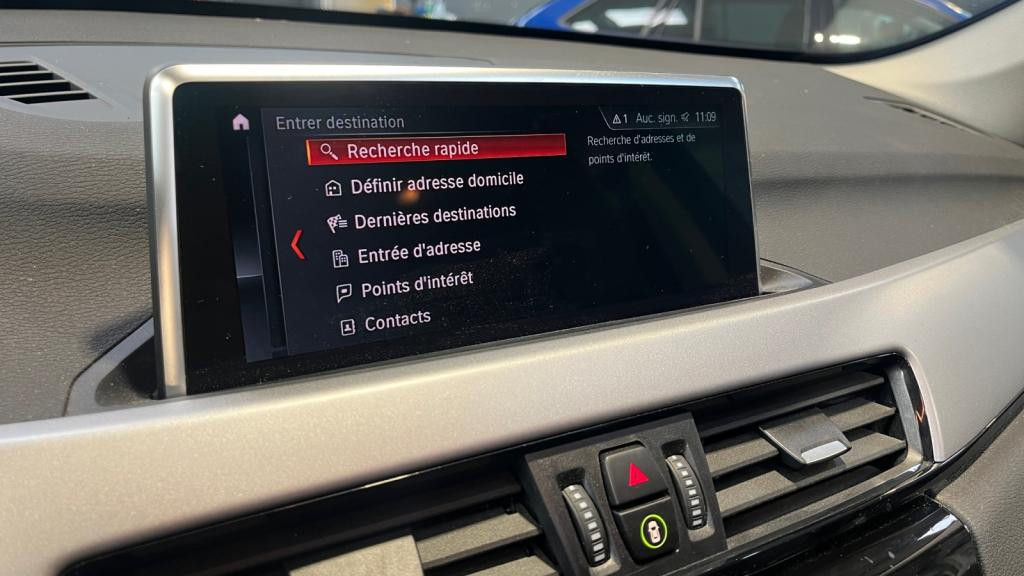 Entrer destination
1 Auc. sign. 11:09
Recherche rapide
Recherche d'adresses et de
points d'intérêt.
Définir adresse domicile
Dernières destinations
Entrée d'adresse
Points d'intérêt
Contacts